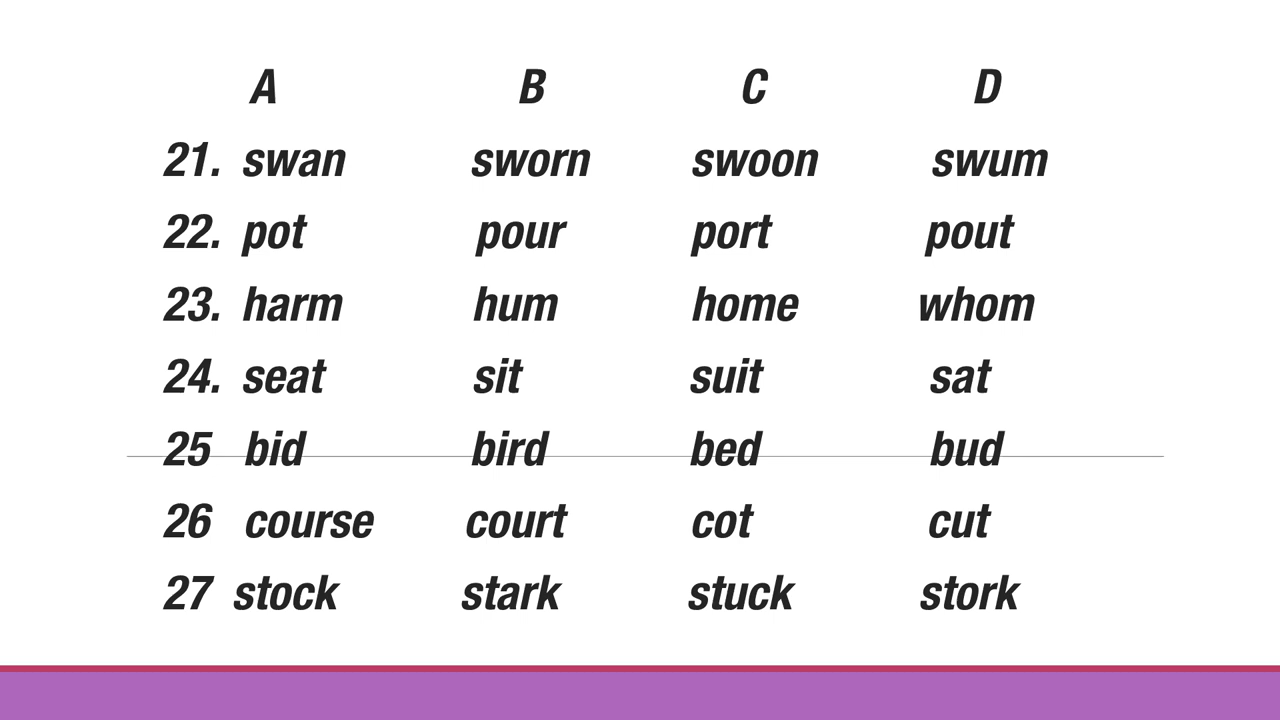 A B C D
21. swan sworn swoon swum
22. pot pour port pout
23. harm hum home whom
24. seat sit suit sat
25 bid bird bed bud
26 course court cot cut
27 stock stark stuck stork